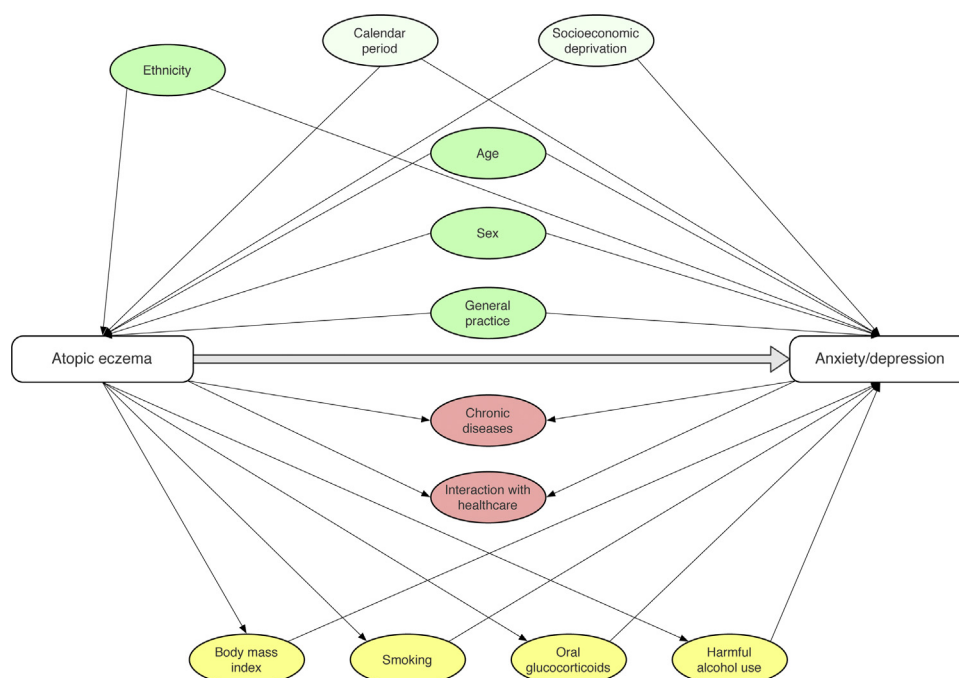 Calendar
period
Socioeconomic
deprivation
Ethnicity
Age
Sex
General
practice
Atopic eczema
Anxiety/depression
Chronic
diseases
Interaction with
healthcare
Body mass
index
Smoking
Oral
glucocorticoids
Harmful
alcohol use